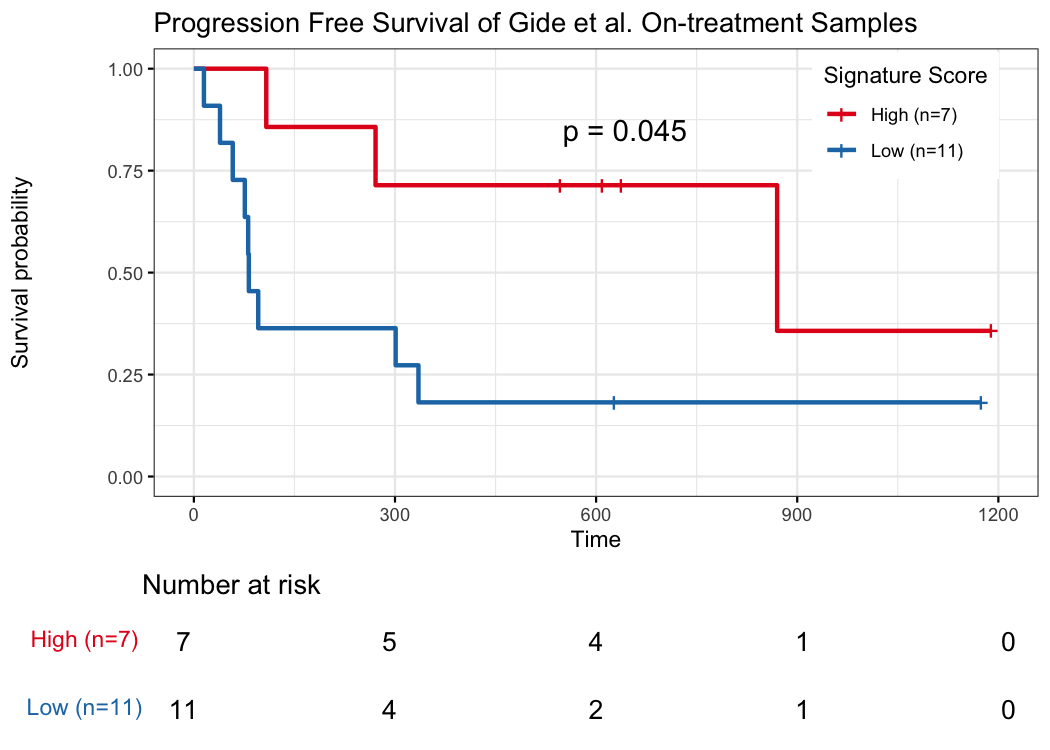 Progression Free Survival of Gide et al. On-treatment Samples
Signature Score
High (n=7)
Low (n=11)
p = 0.045
Survival probability
1.00
0.75
0.50
0.25
0.00
0 300 600 900 1200
Time
Number at risk
High (n=7) 7 5 4 1 0
Low (n=11) 11 4 2 1 0